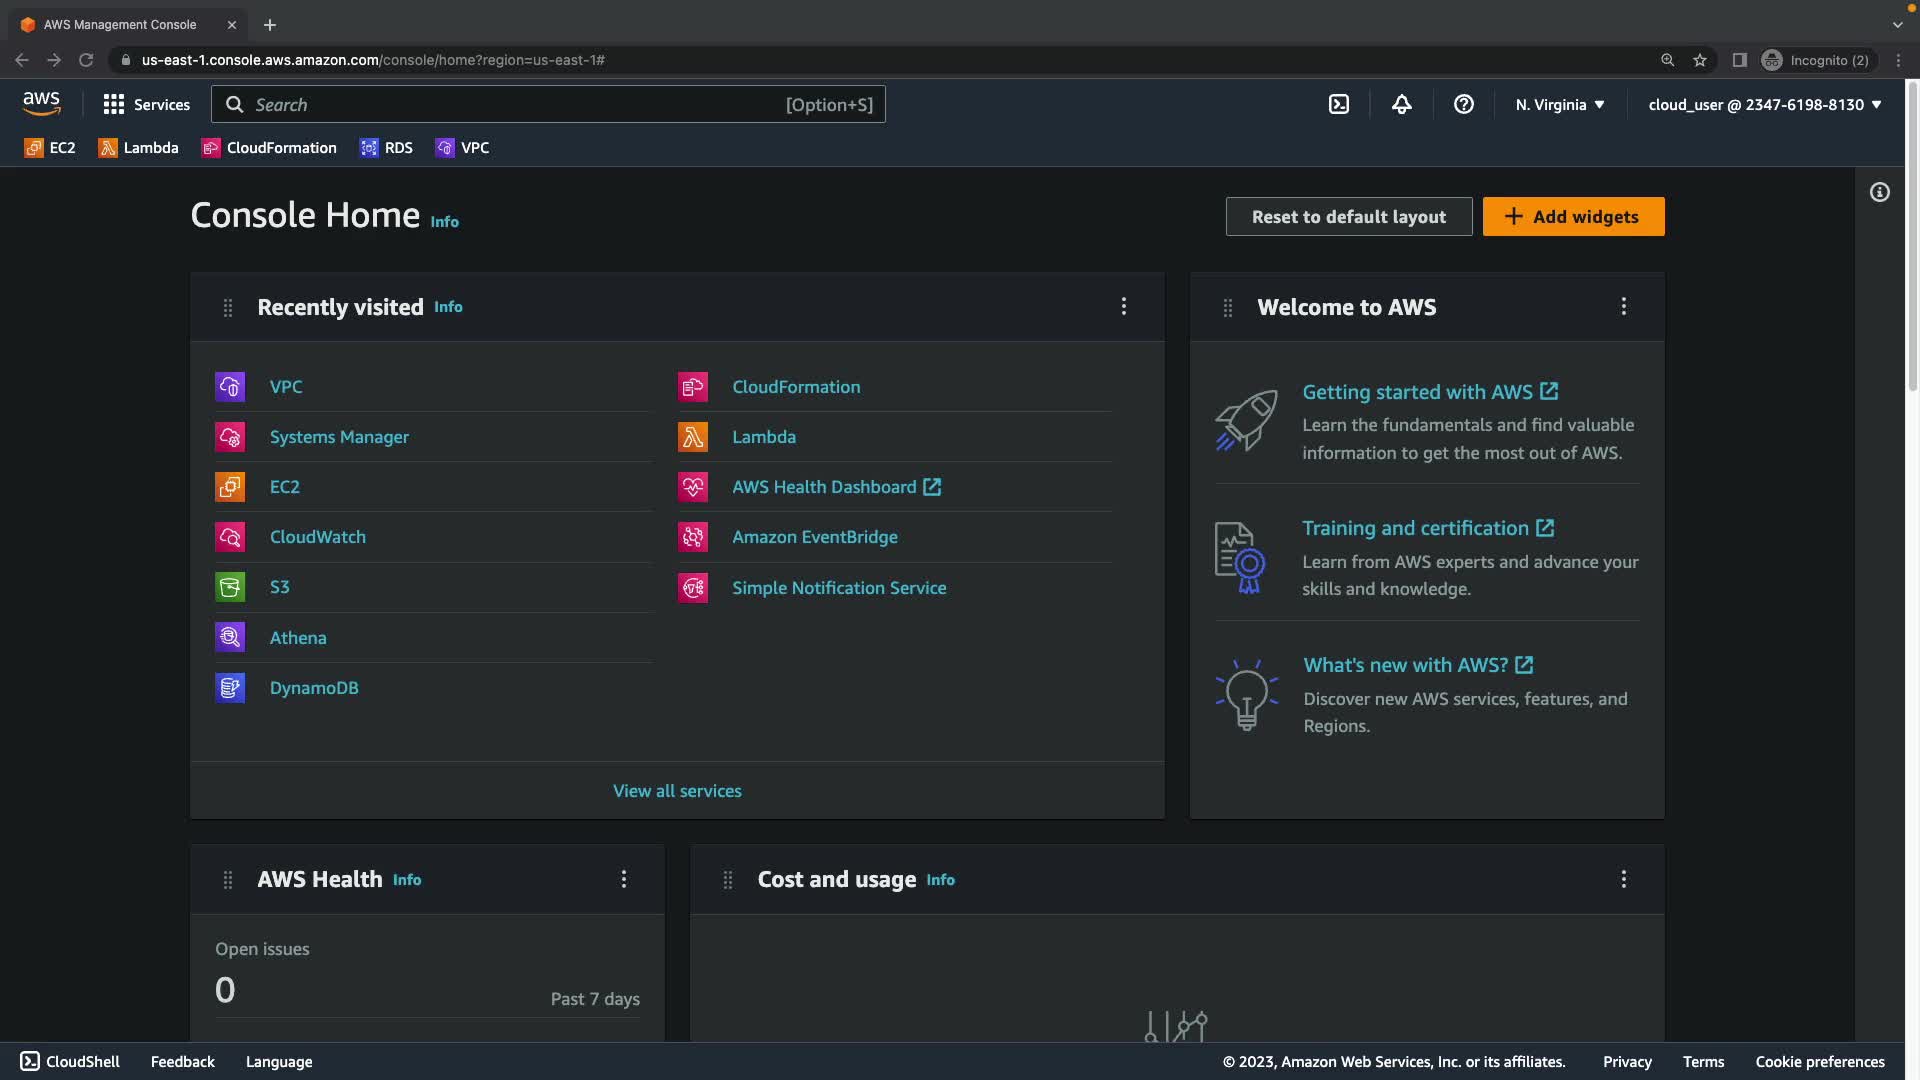 AWS Management Console
us-east-1.console.aws.amazon.com/console/home?region=us-east-1#
Incognito (2)
aws
Services
Search
[Option+S]
N. Virginia
cloud_user @ 2347-6198-8130
EC2
Lambda
CloudFormation
RDS
VPC
Console Home Info
Reset to default layout
Add widgets
Recently visited Info
VPC
Systems Manager
EC2
CloudWatch
S3
Athena
DynamoDB
CloudFormation
Lambda
AWS Health Dashboard
Amazon EventBridge
Simple Notification Service
View all services
Welcome to AWS
Getting started with AWS
Learn the fundamentals and find valuable
information to get the most out of AWS.
Training and certification
Learn from AWS experts and advance your
skills and knowledge.
What's new with AWS?
Discover new AWS services, features, and
Regions.
AWS Health Info
Open issues
0
Past 7 days
Cost and usage Info
CloudShell
Feedback
Language
© 2023, Amazon Web Services, Inc. or its affiliates.
Privacy
Terms
Cookie preferences